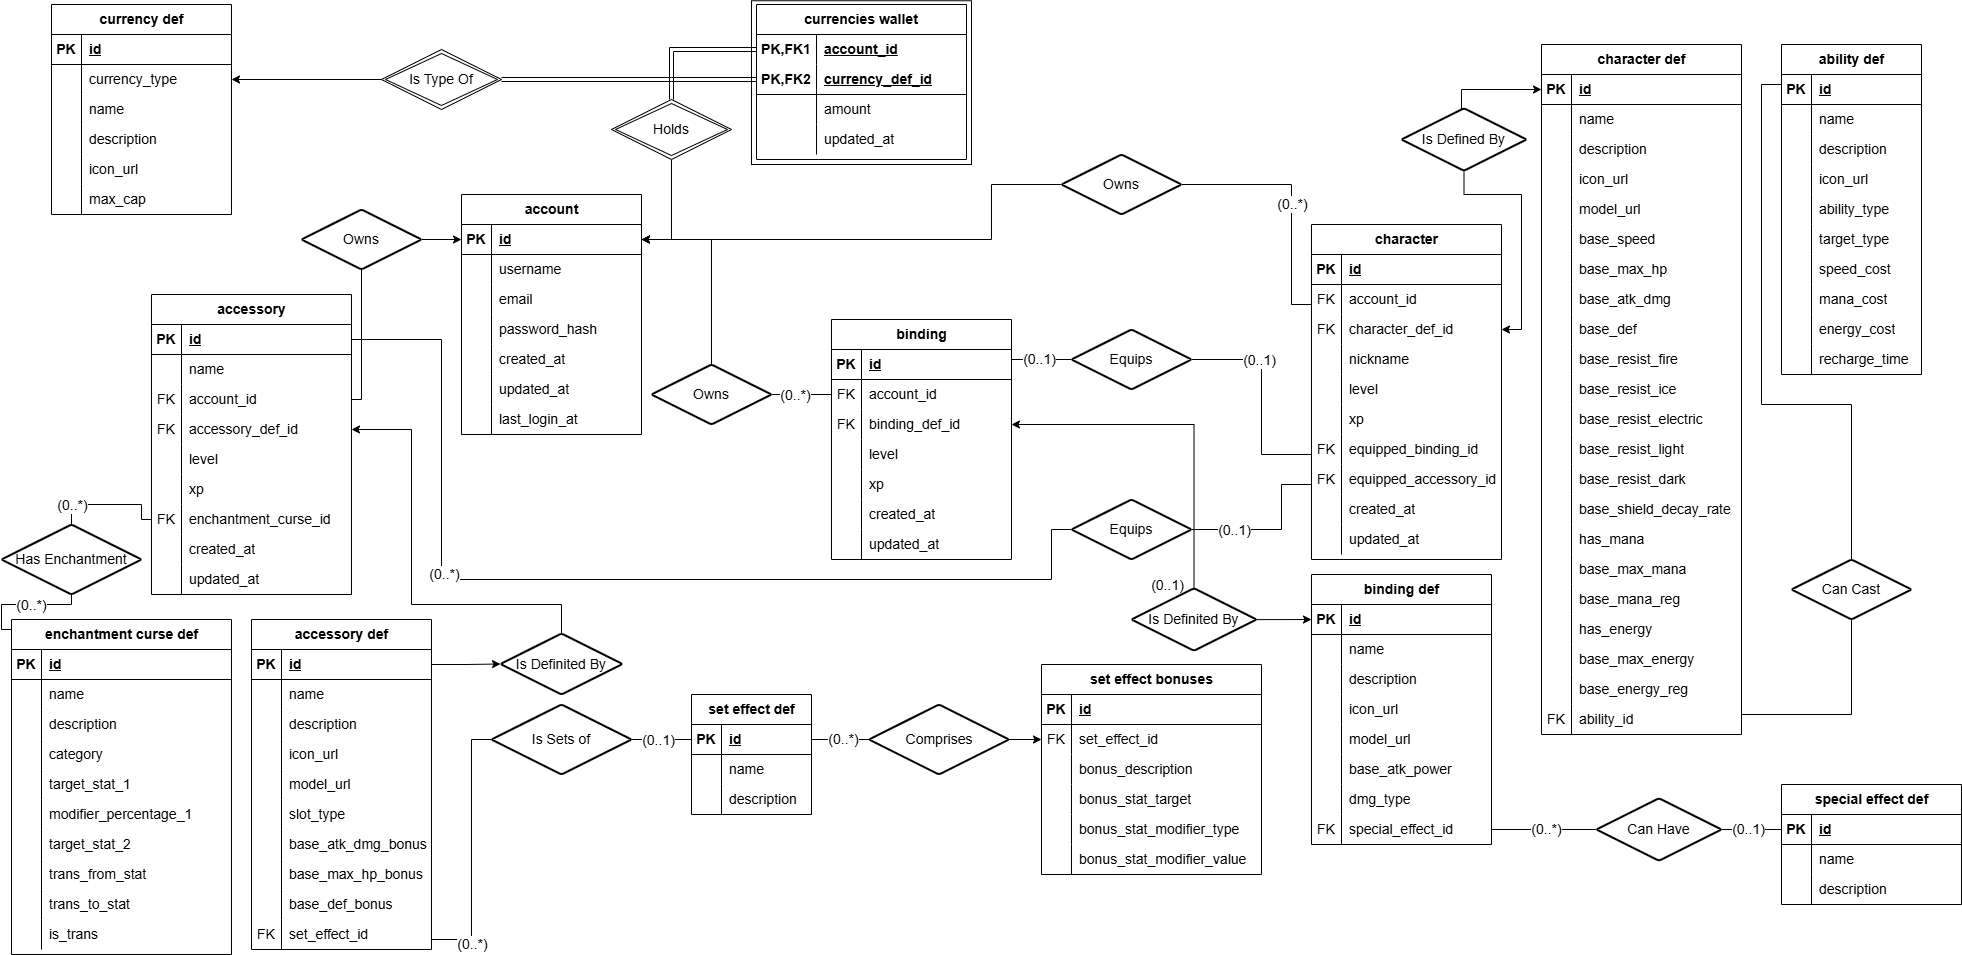 currency def
PK id
currency_type
name
description
icon_url
max_cap
Is Type Of
currencies wallet
PK,FK1 account_id
PK,FK2 currency_def_id
amount
updated_at
Holds
account
PK id
username
email
password_hash
created_at
updated_at
last_login_at
Owns
accessory
PK id
name
FK account_id
FK accessory_def_id
level
xp
FK enchantment_curse_id
created_at
updated_at
(0..*)
Has Enchantment
(0..*)
enchantment curse def
PK id
name
description
category
target_stat_1
modifier_percentage_1
target_stat_2
trans_from_stat
trans_to_stat
is_trans
accessory def
PK id
name
description
icon_url
model_url
slot_type
base_atk_dmg_bonus
base_max_hp_bonus
base_def_bonus
FK set_effect_id
(0..*)
Is Definited By
Is Sets of
(0..1)
set effect def
PK id
name
description
(0..*)
Comprises
set effect bonuses
PK id
FK set_effect_id
bonus_description
bonus_stat_target
bonus_stat_modifier_type
bonus_stat_modifier_value
Owns
(0..*)
Owns
(0..*)
binding
PK id
FK account_id
FK binding_def_id
level
xp
created_at
updated_at
(0..1)
Equips
(0..1)
(0..*)
Equips
(0..1)
character
PK id
FK account_id
FK character_def_id
nickname
level
xp
FK equipped_binding_id
FK equipped_accessory_id
created_at
updated_at
(0..1)
Is Definited By
binding def
PK id
name
description
icon_url
model_url
base_atk_power
dmg_type
FK special_effect_id
(0..*)
Can Have
(0..1)
special effect def
PK id
name
description
Is Defined By
character def
PK id
name
description
icon_url
model_url
base_speed
base_max_hp
base_atk_dmg
base_def
base_resist_fire
base_resist_ice
base_resist_electric
base_resist_light
base_resist_dark
base_shield_decay_rate
has_mana
base_max_mana
base_mana_reg
has_energy
base_max_energy
base_energy_reg
FK ability_id
ability def
PK id
name
description
icon_url
ability_type
target_type
speed_cost
mana_cost
energy_cost
recharge_time
Can Cast